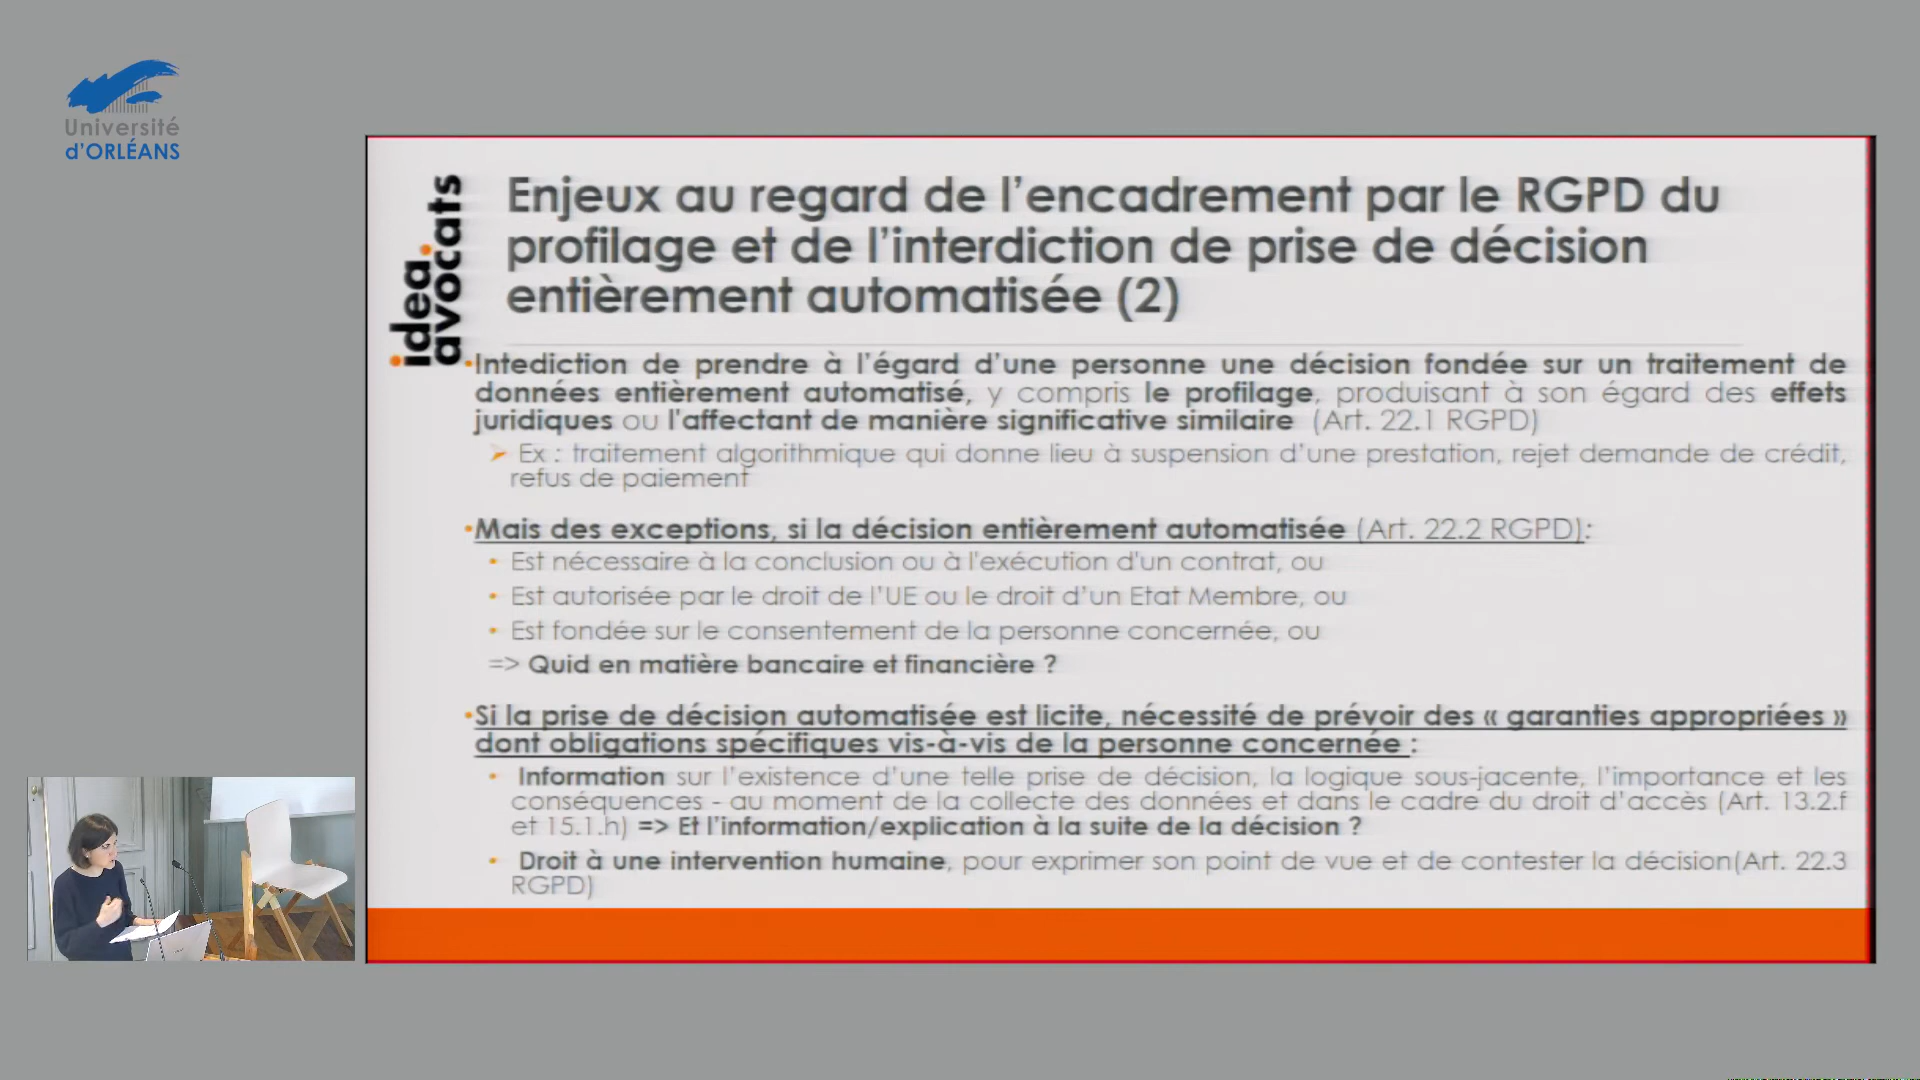 Université
d'ORLÉANS
idea.
avocats
Enjeux au regard de l'encadrement par le RGPD du
profilage et de l'interdiction de prise de décision
entièrement automatisée (2)
•Intediction de prendre à l'égard d'une personne une décision fondée sur un traitement de
données entièrement automatisé, y compris le profilage, produisant à son égard des effets
juridiques ou l'affectant de manière significative similaire (Art. 22.1 RGPD)
➤ Ex : traitement algorithmique qui donne lieu à suspension d'une prestation, rejet demande de crédit,
refus de paiement
•Mais des exceptions, si la décision entièrement automatisée (Art. 22.2 RGPD):
• Est nécessaire à la conclusion ou à l'exécution d'un contrat, ou
• Est autorisée par le droit de l'UE ou le droit d'un Etat Membre, ou
• Est fondée sur le consentement de la personne concernée, ou
=> Quid en matière bancaire et financière ?
•Si la prise de décision automatisée est licite, nécessité de prévoir des « garanties appropriées »
dont obligations spécifiques vis-à-vis de la personne concernée :
• Information sur l'existence d'une telle prise de décision, la logique sous-jacente, l'importance et les
conséquences - au moment de la collecte des données et dans le cadre du droit d'accès (Art. 13.2.f
et 15.1.h) => Et l'information/explication à la suite de la décision ?
• Droit à une intervention humaine, pour exprimer son point de vue et de contester la décision(Art. 22.3
RGPD)